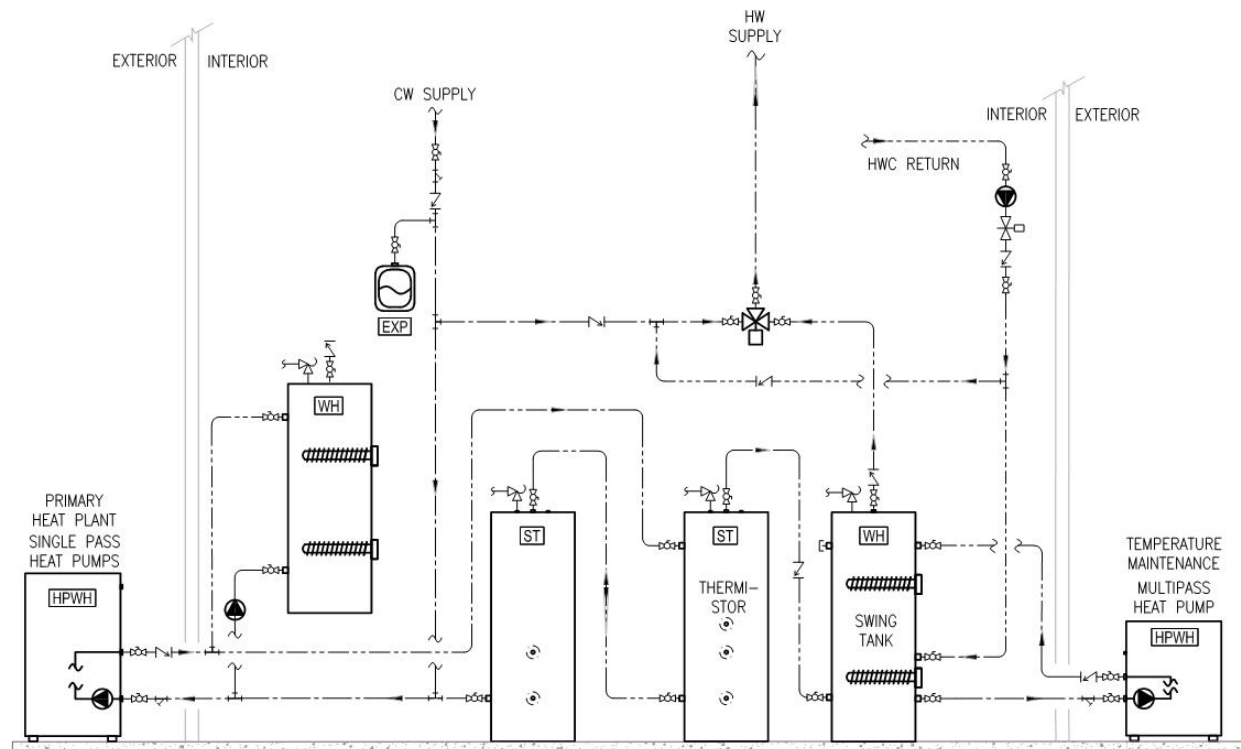 HW
SUPPLY
EXTERIOR
INTERIOR
CW SUPPLY
INTERIOR
EXTERIOR
HWC RETURN
EXP
WH
PRIMARY
HEAT PLANT
SINGLE PASS
HEAT PUMPS
HPWH
ST
ST
THERMI-
STOR
WH
SWING
TANK
TEMPERATURE
MAINTENANCE
MULTIPASS
HEAT PUMP
HPWH